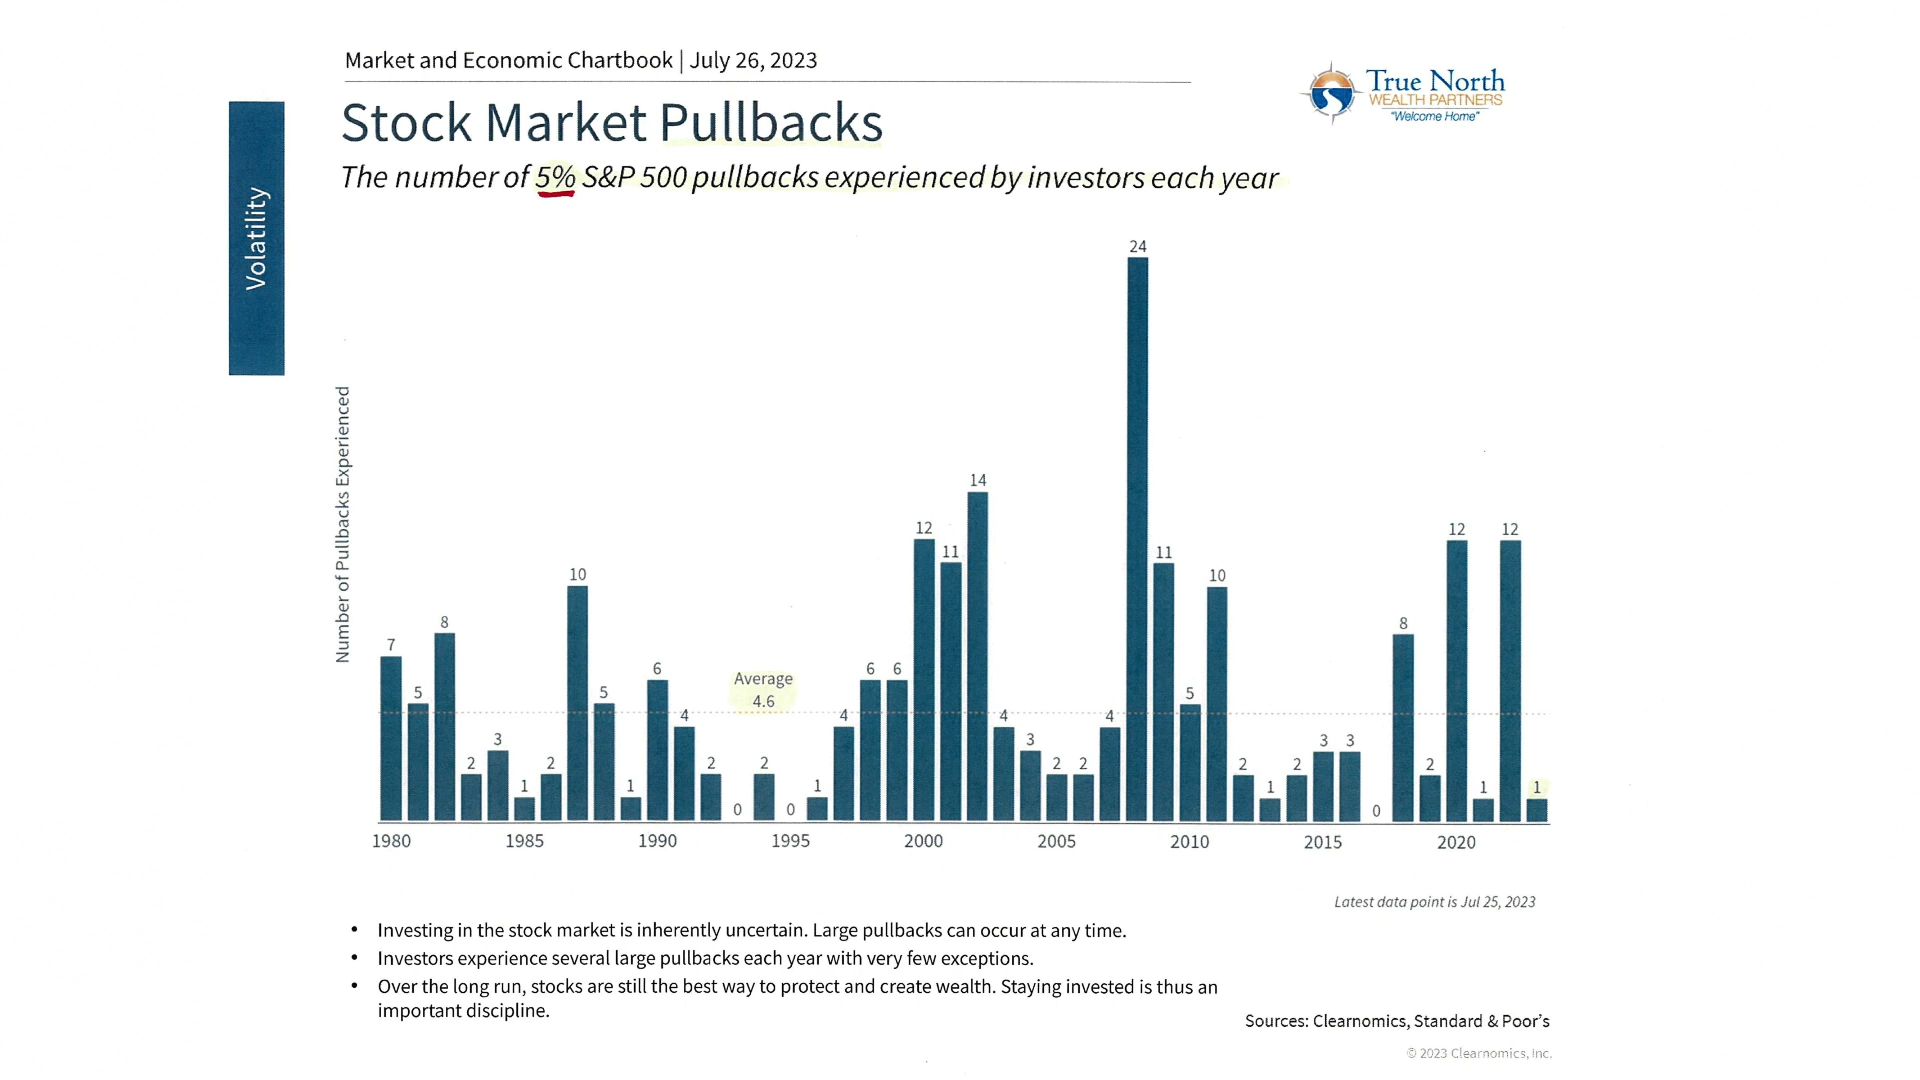 Market and Economic Chartbook | July 26, 2023
True North
WEALTH PARTNERS
"Welcome Home"
Volatility
Stock Market Pullbacks
The number of 5% S&P 500 pullbacks experienced by investors each year
Number of Pullbacks Experienced
7
5
8
2
3
1
2
10
5
1
6
4
2
0
2
0
1
4
6
6
12
11
14
4
3
2
2
4
24
11
5
10
2
1
2
3
3
0
8
2
12
1
12
1
Average
4.6
1980 1985 1990 1995 2000 2005 2010 2015 2020
Latest data point is Jul 25, 2023
• Investing in the stock market is inherently uncertain. Large pullbacks can occur at any time.
• Investors experience several large pullbacks each year with very few exceptions.
• Over the long run, stocks are still the best way to protect and create wealth. Staying invested is thus an
important discipline.
Sources: Clearnomics, Standard & Poor's
© 2023 Clearnomics, Inc.